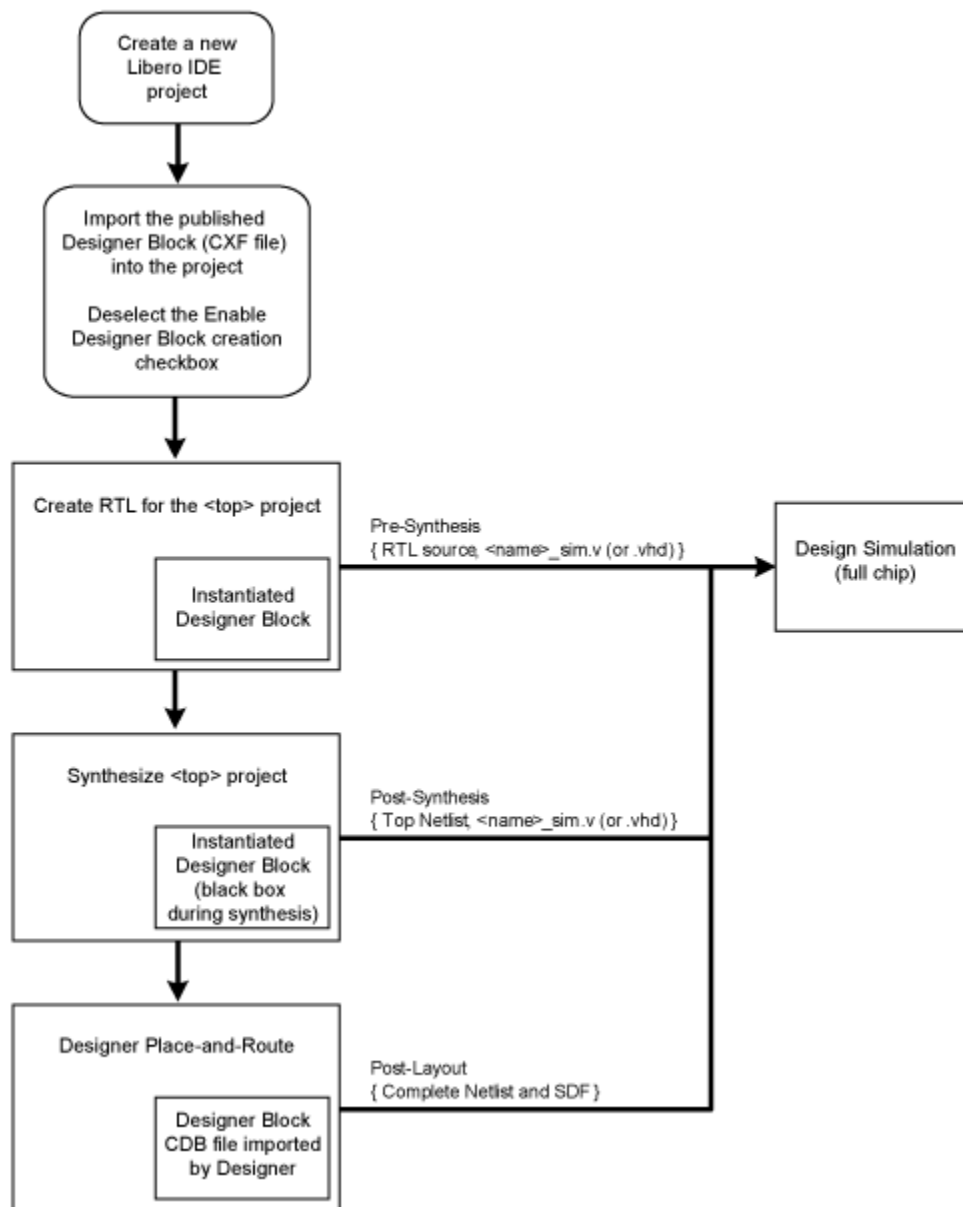 Create a new
Libero IDE
project
Import the published
Designer Block (CXF file)
into the project
Deselect the Enable
Designer Block creation
checkbox
Create RTL for the <top> project
Instantiated
Designer Block
Pre-Synthesis
{ RTL source, <name>_sim.v (or .vhd) }
Design Simulation
(full chip)
Synthesize <top> project
Instantiated
Designer Block
(black box
during synthesis)
Post-Synthesis
{ Top Netlist, <name>_sim.v (or .vhd) }
Designer Place-and-Route
Designer Block
CDB file imported
by Designer
Post-Layout
{ Complete Netlist and SDF }